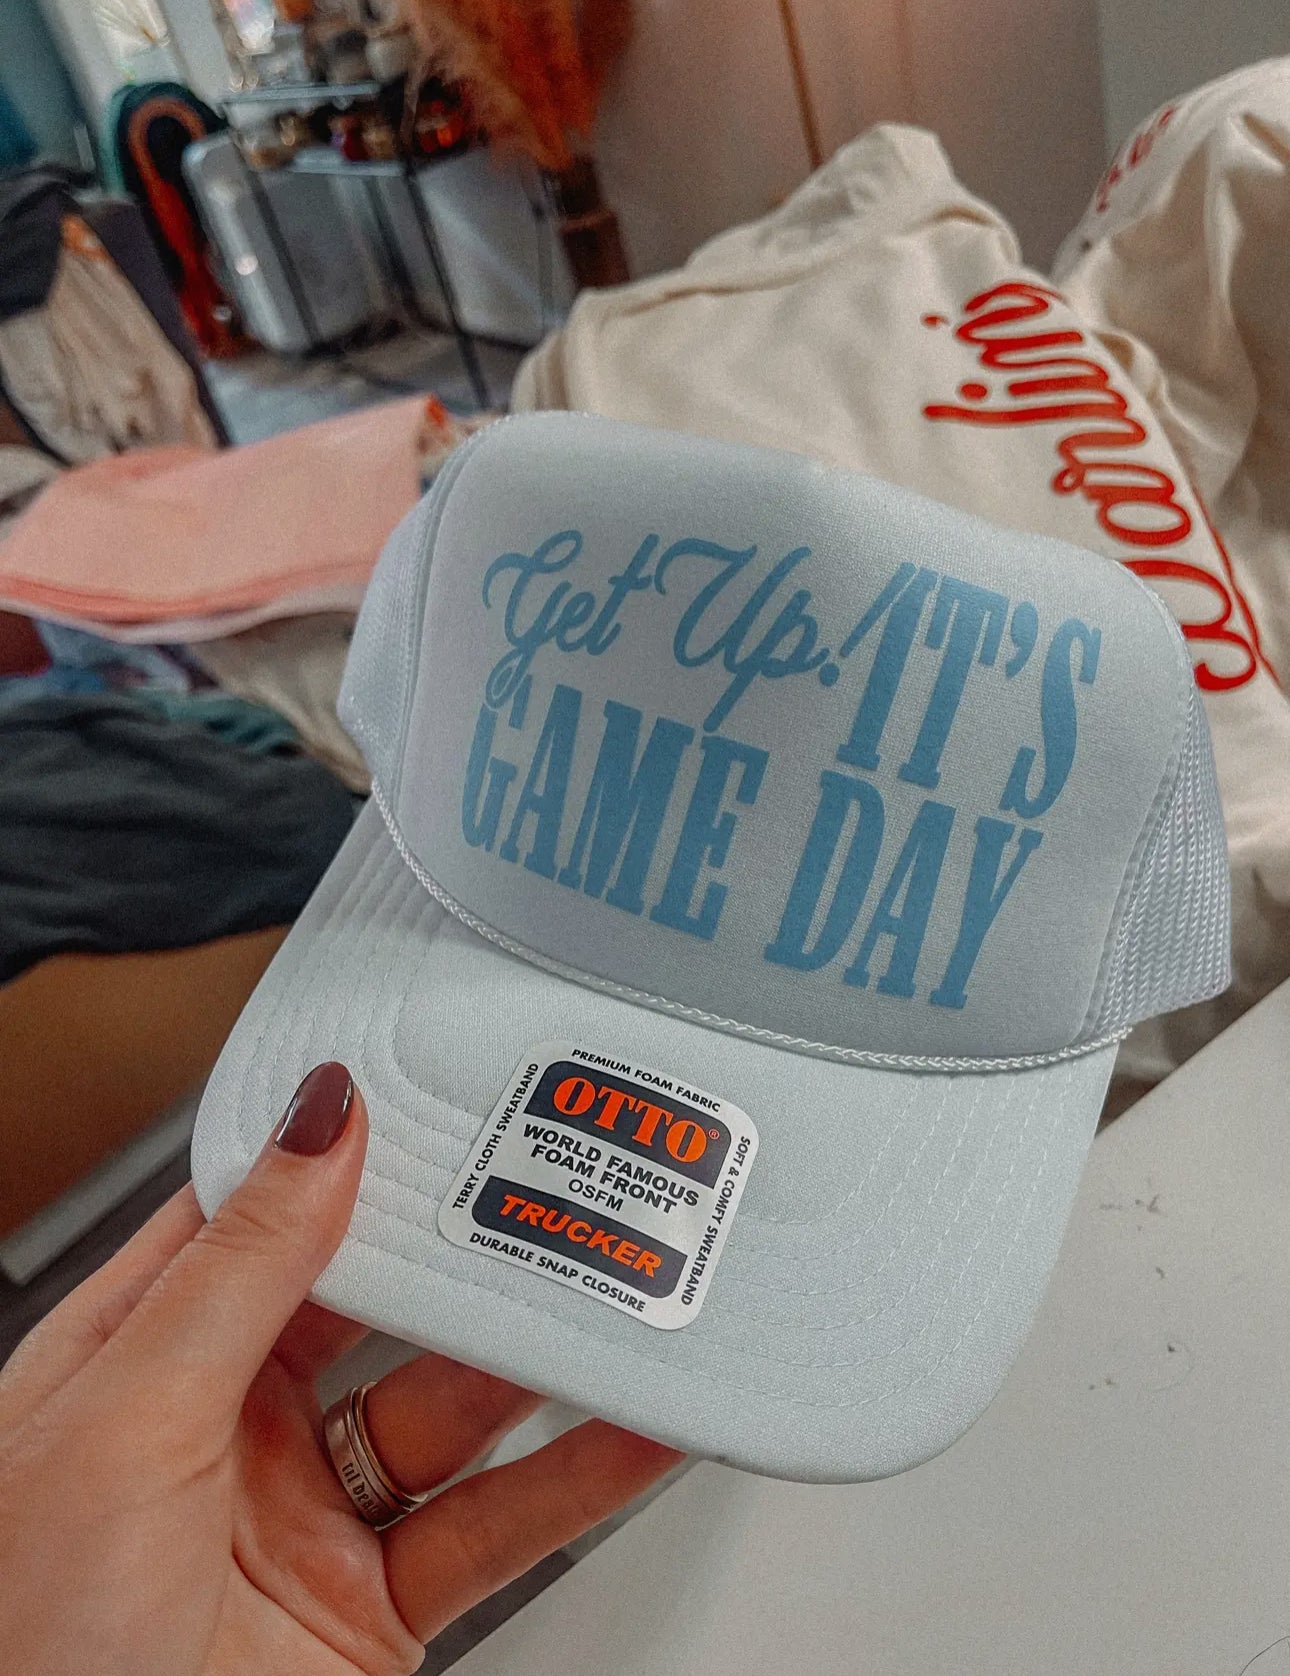 Get Up! IT'S
GAME DAY
PREMIUM FOAM FABRIC
TERRY CLOTH SWEATBAND
OTTO®
WORLD FAMOUS
FOAM FRONT
OSFM
TRUCKER
SOFT & COMFY SWEATBAND
DURABLE SNAP CLOSURE